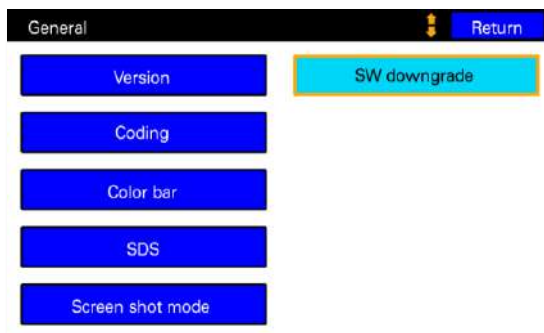 General
Return
Version
SW downgrade
Coding
Color bar
SDS
Screen shot mode